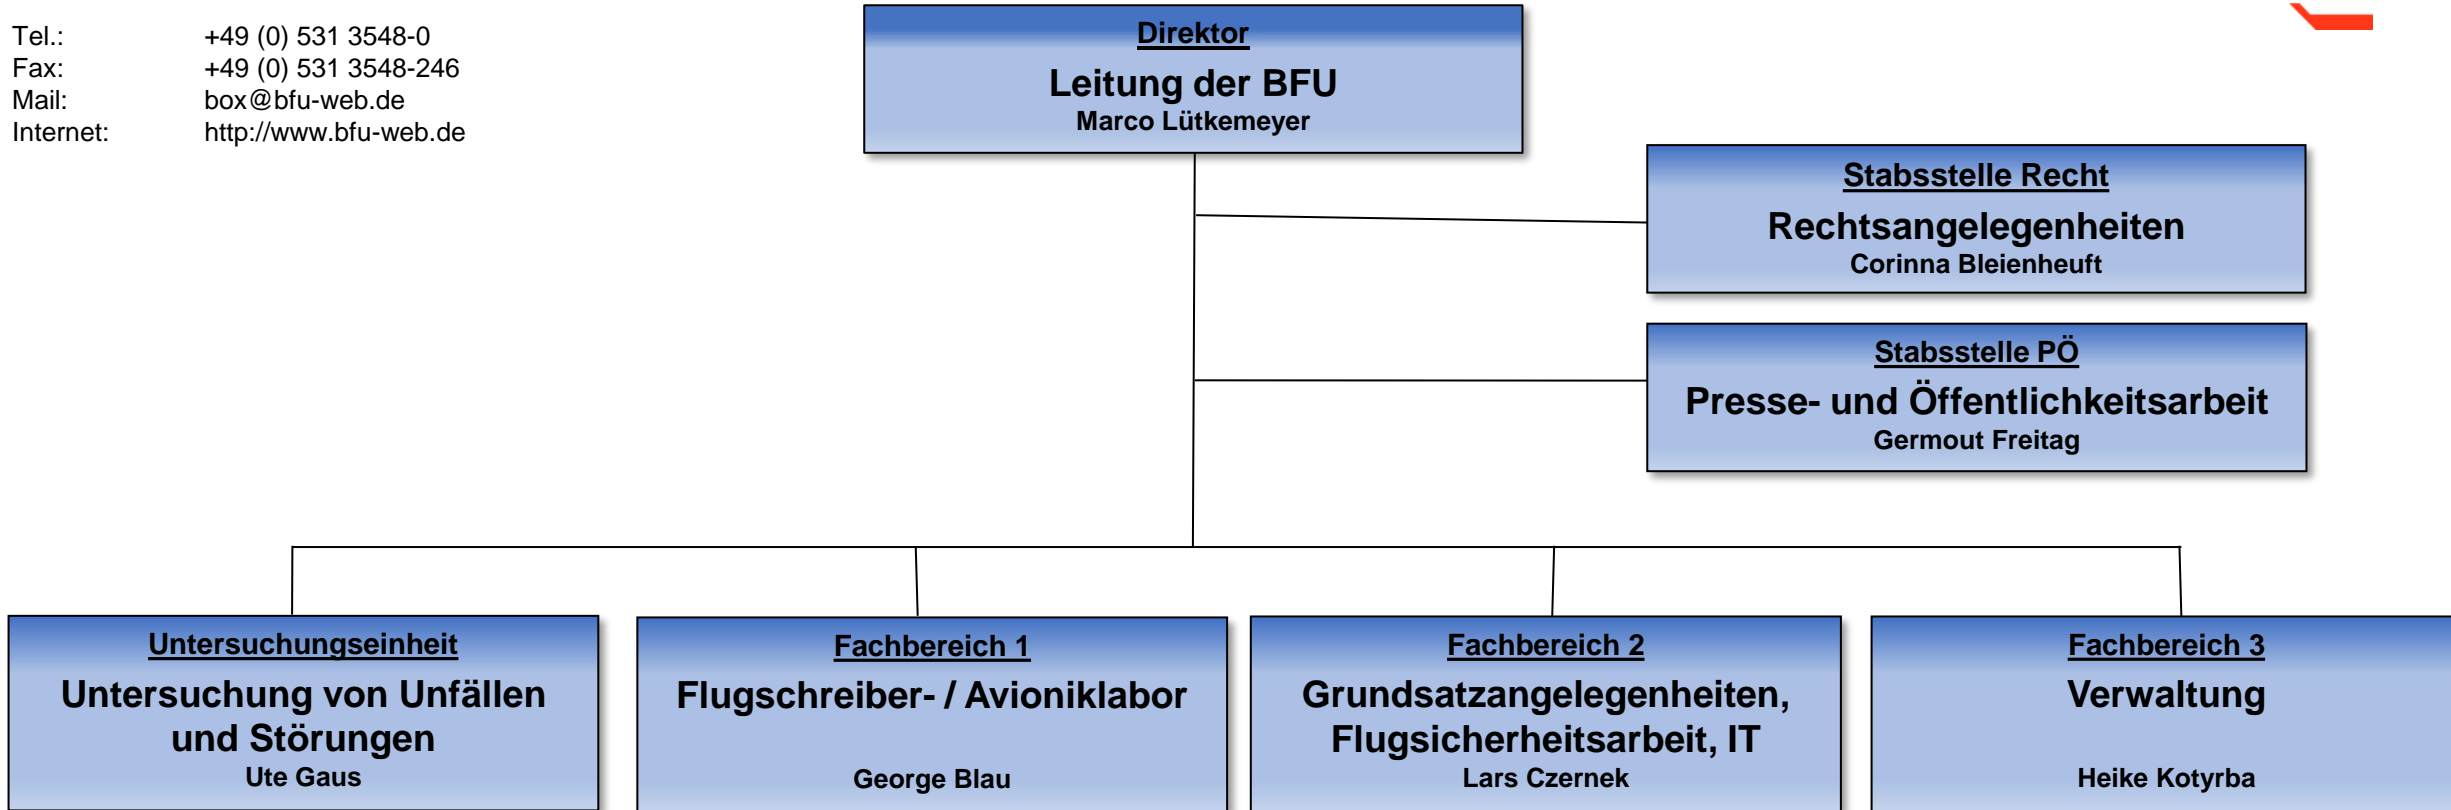 Tel.: +49 (0) 531 3548-0
Fax: +49 (0) 531 3548-246
Mail: box@bfu-web.de
Internet: http://www.bfu-web.de
Direktor
Leitung der BFU
Marco Lütkemeyer
Stabsstelle Recht
Rechtsangelegenheiten
Corinna Bleienheuft
Stabsstelle PÖ
Presse- und Öffentlichkeitsarbeit
Germout Freitag
Untersuchungseinheit
Untersuchung von Unfällen
und Störungen
Ute Gaus
Fachbereich 1
Flugschreiber- / Avioniklabor
George Blau
Fachbereich 2
Grundsatzangelegenheiten,
Flugsicherheitsarbeit, IT
Lars Czernek
Fachbereich 3
Verwaltung
Heike Kotyrba